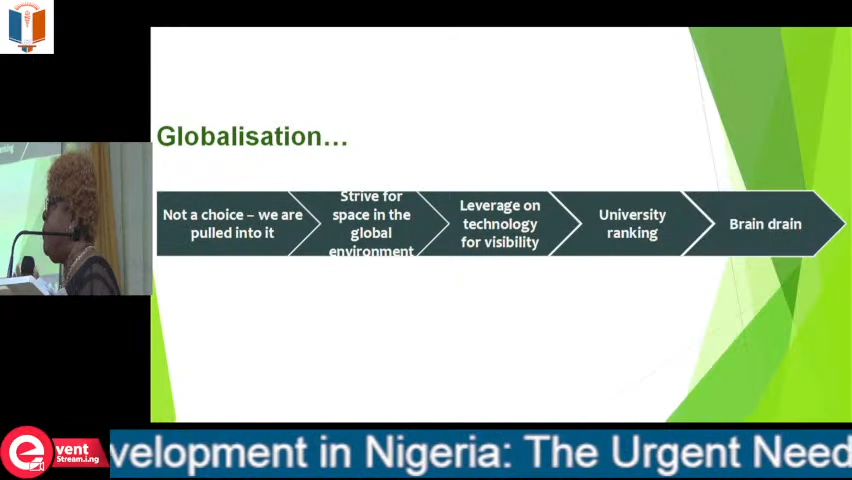 Globalisation…
Not a choice – we are
pulled into it
Strive for
space in the
global
environment
Leverage on
technology
for visibility
University
ranking
Brain drain
event
Stream.i.ng
velopment in Nigeria: The Urgent Need